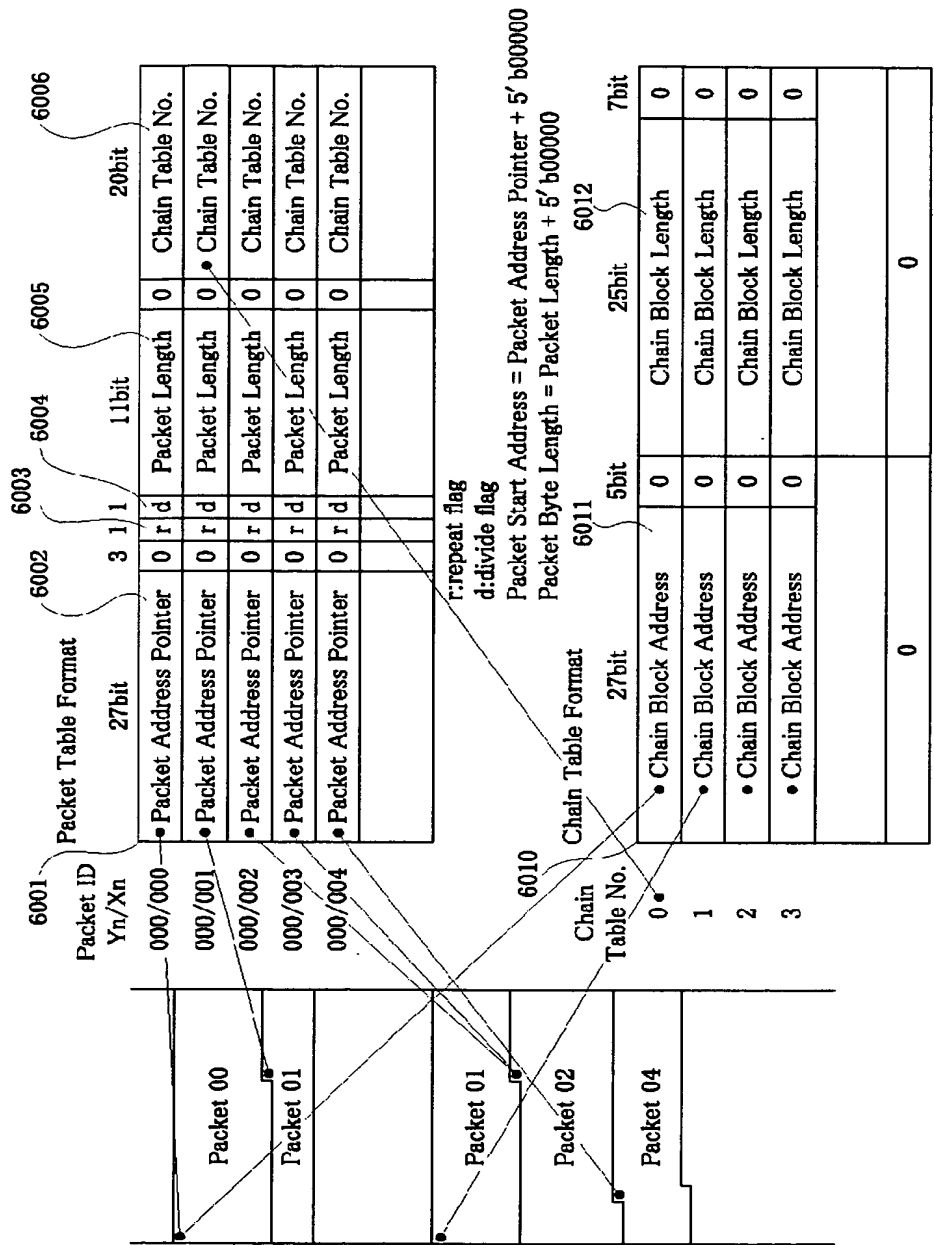 6001
Packet Table Format
6002
6003
6004
6005
6006
Packet ID
Yn/Xn
27bit
3
1
1
11bit
20bit
000/000
Packet Address Pointer
0
r
d
Packet Length
0
Chain Table No.
000/001
Packet Address Pointer
0
r
d
Packet Length
0
Chain Table No.
000/002
Packet Address Pointer
0
r
d
Packet Length
0
Chain Table No.
000/003
Packet Address Pointer
0
r
d
Packet Length
0
Chain Table No.
000/004
Packet Address Pointer
0
r
d
Packet Length
0
Chain Table No.
r:repeat flag
d:divide flag
Packet Start Address = Packet Address Pointer + 5′ b00000
Packet Byte Length = Packet Length + 5′ b00000
6010
Chain Table Format
6011
6012
Chain
Table No.
27bit
5bit
25bit
7bit
0
Chain Block Address
0
Chain Block Length
0
1
Chain Block Address
0
Chain Block Length
0
2
Chain Block Address
0
Chain Block Length
0
3
Chain Block Address
0
Chain Block Length
0
0
0
Packet 00
Packet 01
Packet 01
Packet 02
Packet 04